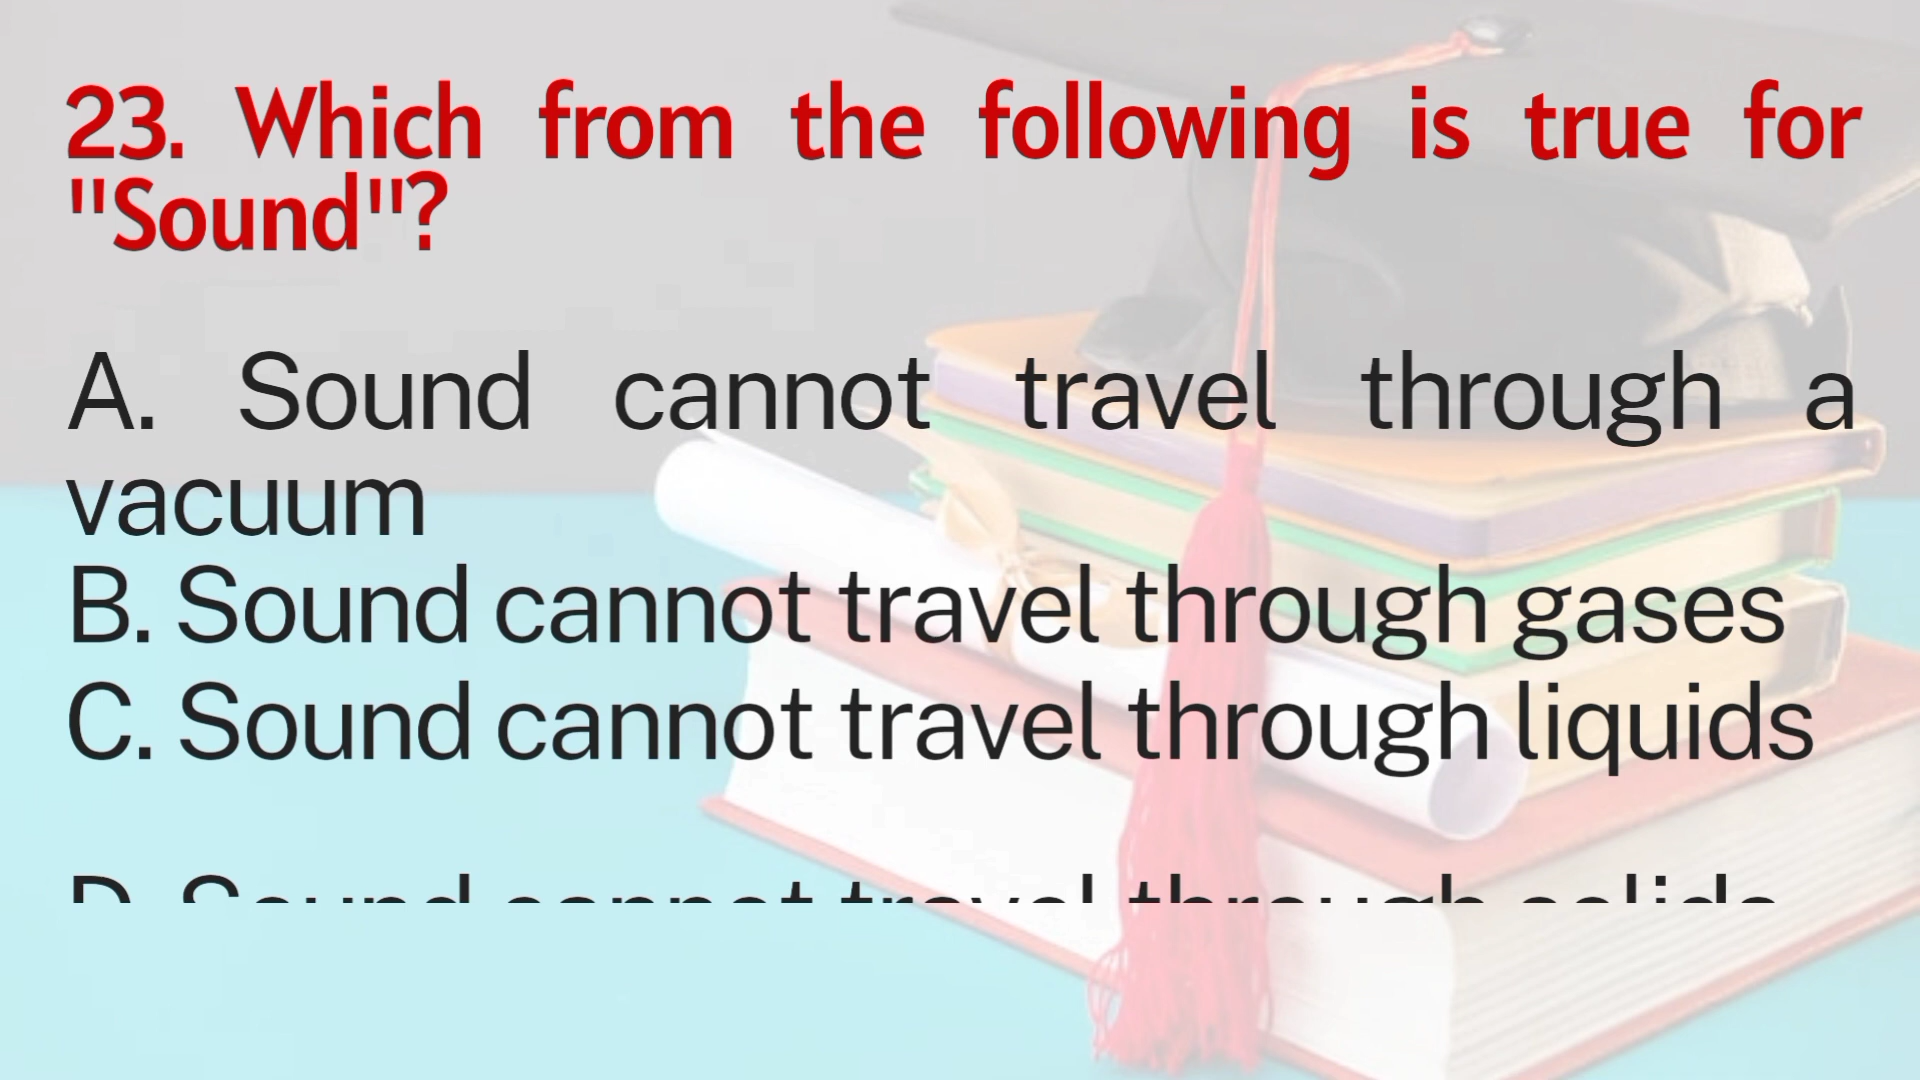 23. Which from the following is true for
"Sound"?
A. Sound cannot travel through a
vacuum
B. Sound cannot travel through gases
C. Sound cannot travel through liquids
D. Sound cannot travel through solids